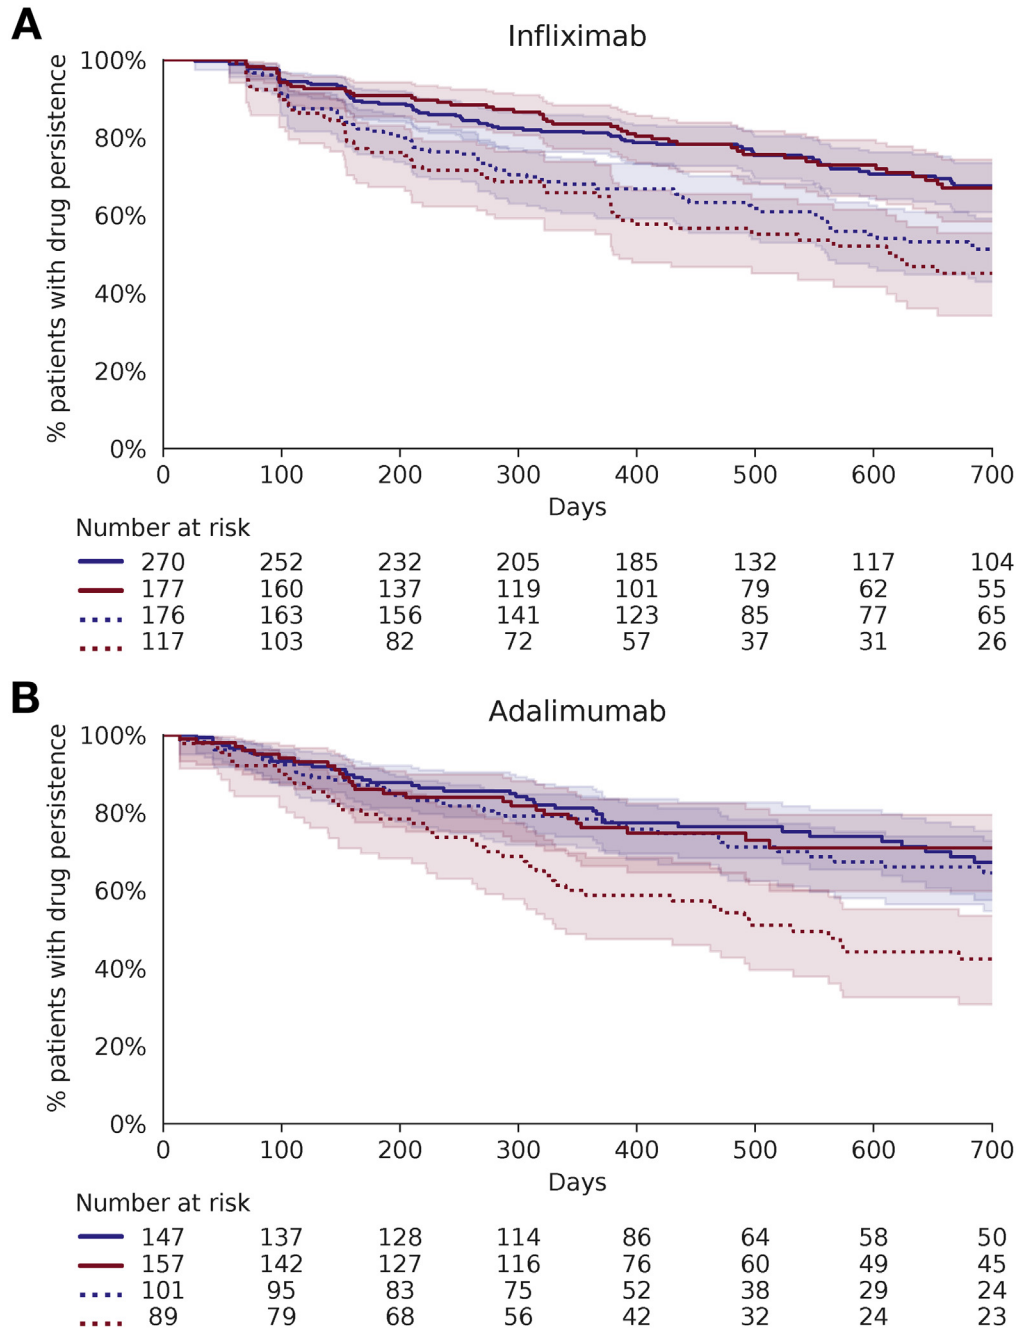 A
Infliximab
% patients with drug persistence
100%
80%
60%
40%
20%
0%
0 100 200 300 400 500 600 700
Days
Number at risk
270 252 232 205 185 132 117 104
177 160 137 119 101 79 62 55
176 163 156 141 123 85 77 65
117 103 82 72 57 37 31 26
B
Adalimumab
% patients with drug persistence
100%
80%
60%
40%
20%
0%
0 100 200 300 400 500 600 700
Days
Number at risk
147 137 128 114 86 64 58 50
157 142 127 116 76 60 49 45
101 95 83 75 52 38 29 24
89 79 68 56 42 32 24 23